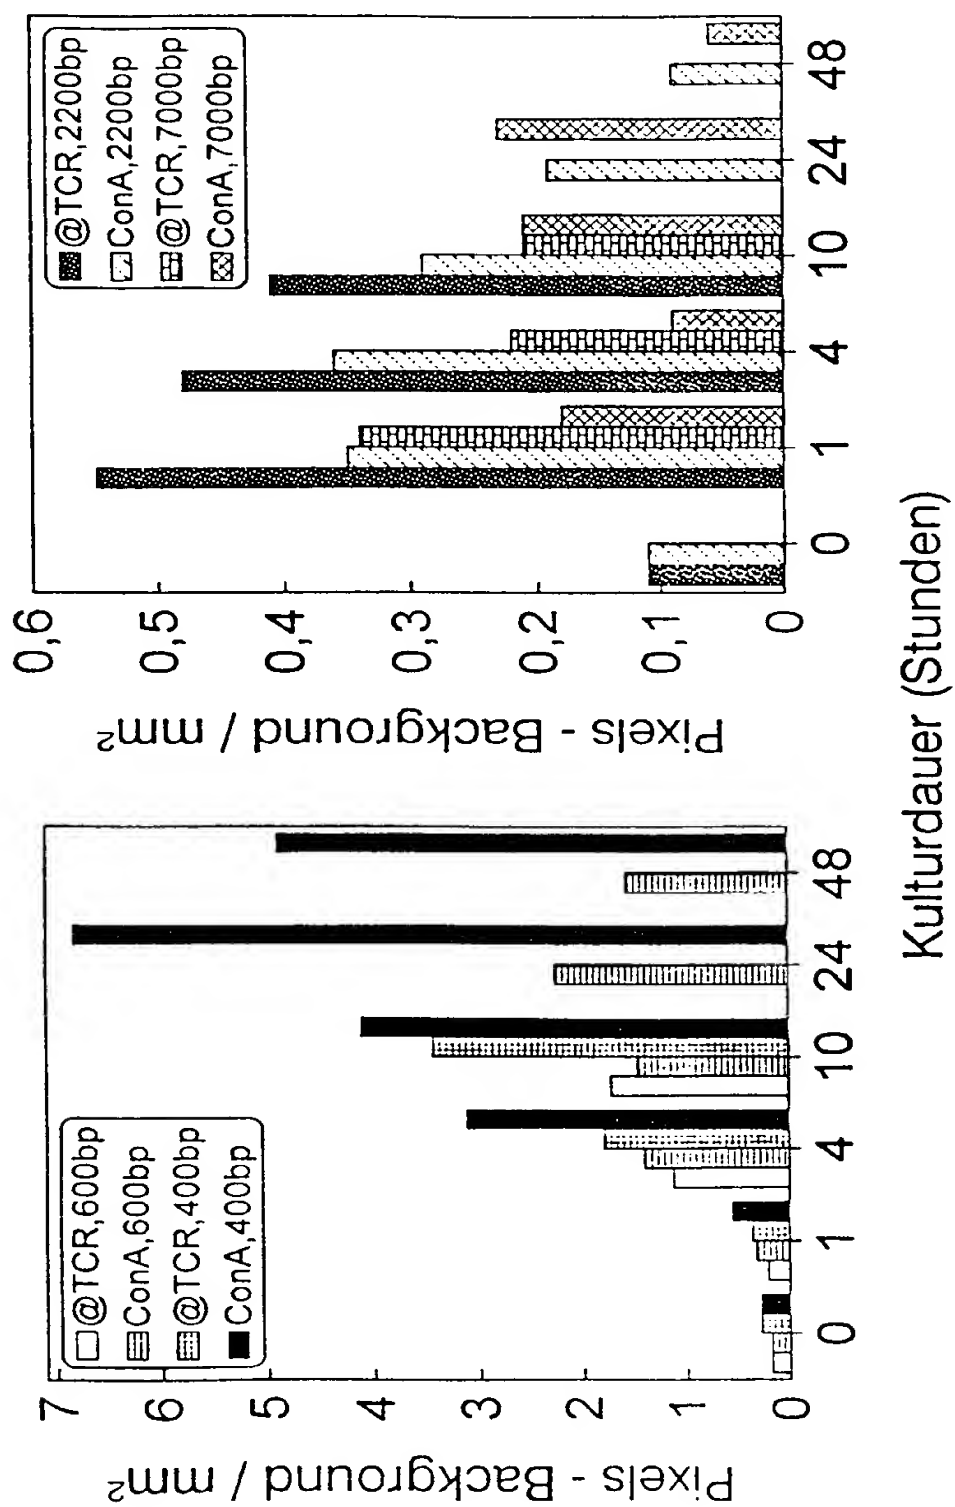 Pixels - Background / mm²
7
6
5
4
3
2
1
0
@TCR,600bp
ConA,600bp
@TCR,400bp
ConA,400bp
0 1 4 10 24 48
Pixels - Background / mm²
0,6
0,5
0,4
0,3
0,2
0,1
0
@TCR,2200bp
ConA,2200bp
@TCR,7000bp
ConA,7000bp
0 1 4 10 24 48
Kulturdauer (Stunden)